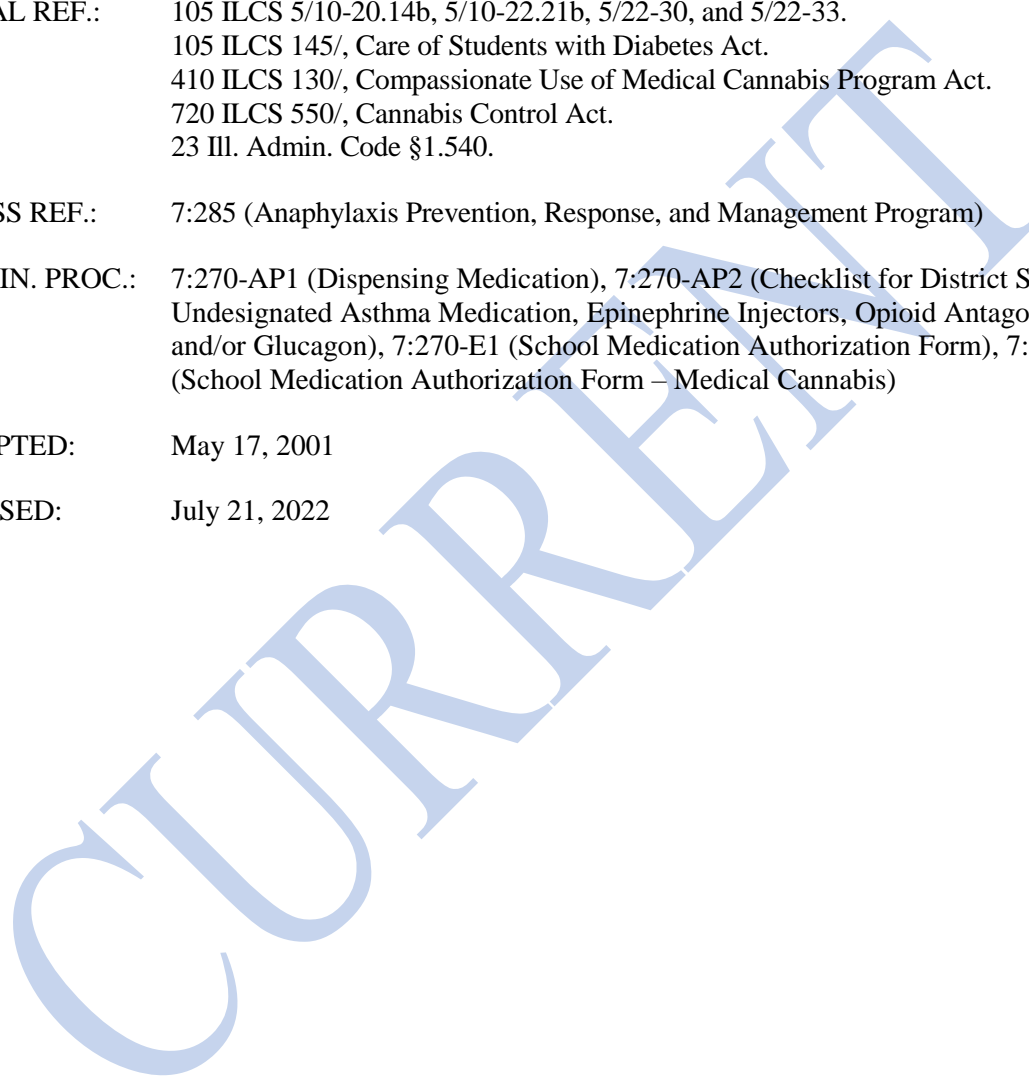 AL REF.: 105 ILCS 5/10-20.14b, 5/10-22.21b, 5/22-30, and 5/22-33.
105 ILCS 145/, Care of Students with Diabetes Act.
410 ILCS 130/, Compassionate Use of Medical Cannabis Program Act.
720 ILCS 550/, Cannabis Control Act.
23 Ill. Admin. Code §1.540.
SS REF.: 7:285 (Anaphylaxis Prevention, Response, and Management Program)
IN. PROC.: 7:270-AP1 (Dispensing Medication), 7:270-AP2 (Checklist for District S
Undesignated Asthma Medication, Epinephrine Injectors, Opioid Antago
and/or Glucagon), 7:270-E1 (School Medication Authorization Form), 7:
(School Medication Authorization Form – Medical Cannabis)
PTED: May 17, 2001
SED: July 21, 2022
CURRENT